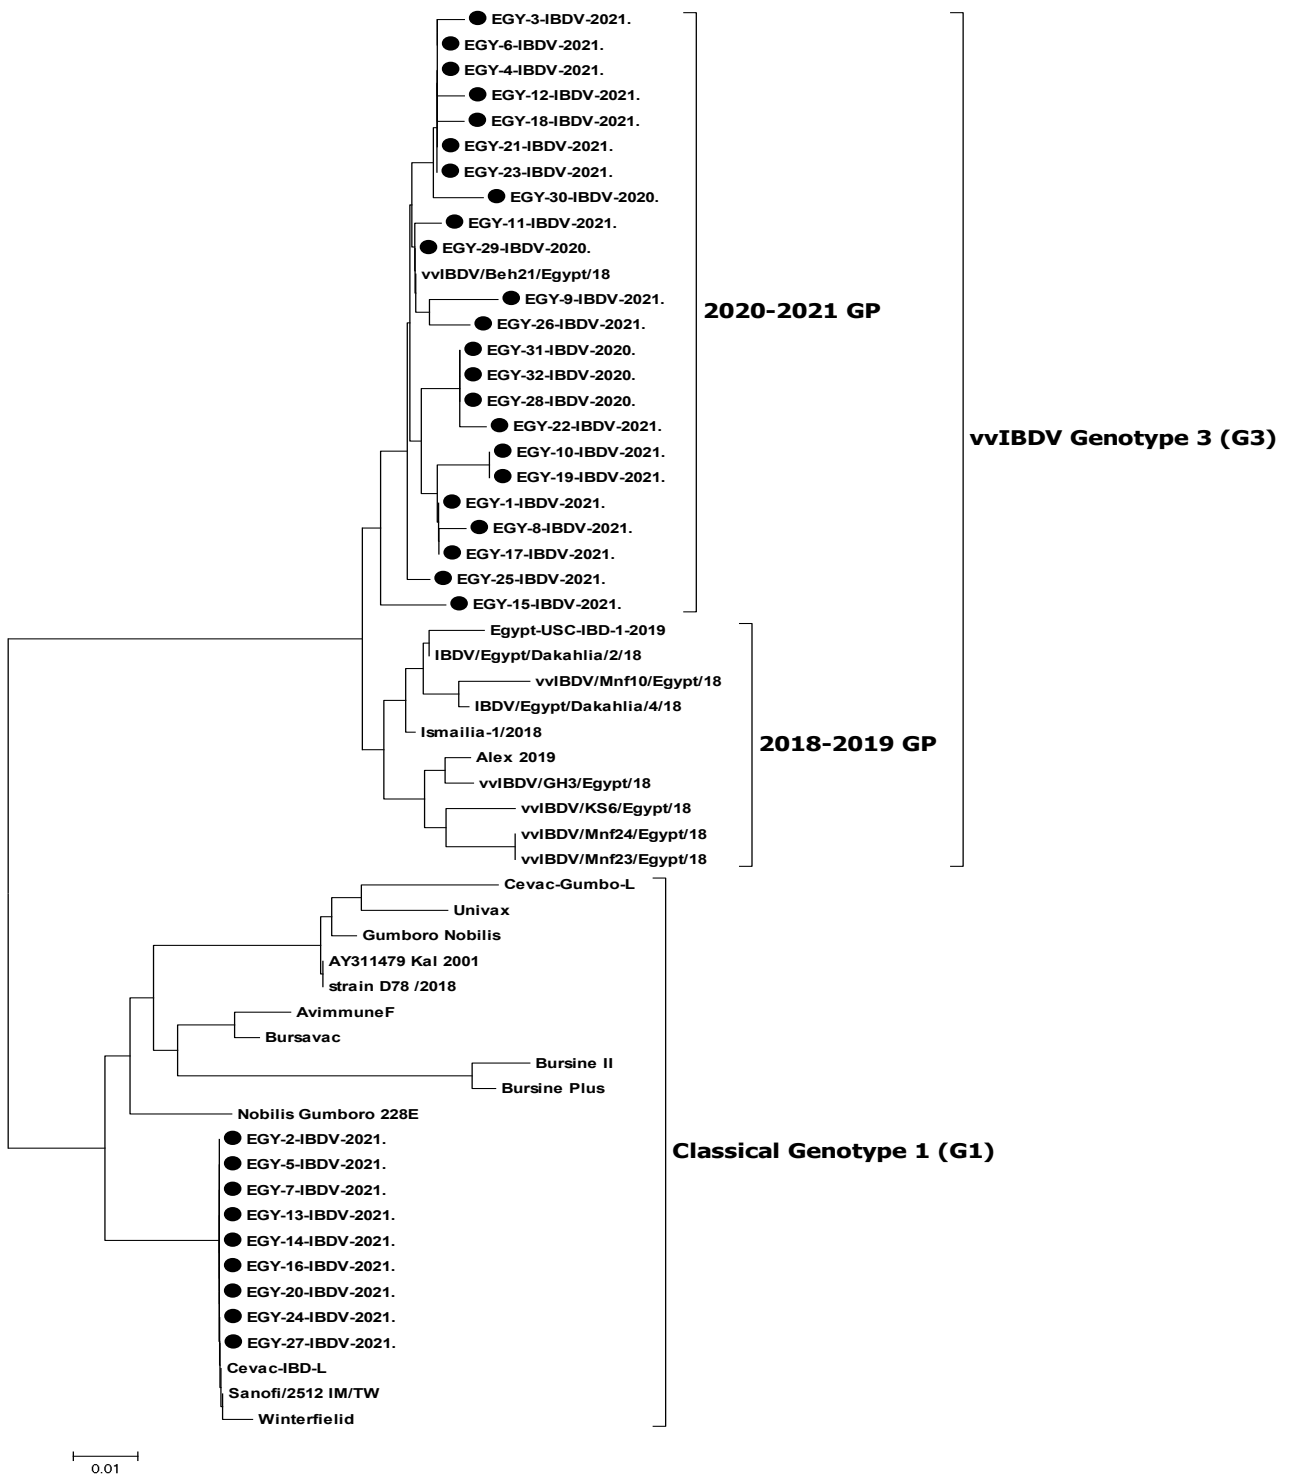 EGY-3-IBDV-2021.
EGY-6-IBDV-2021.
EGY-4-IBDV-2021.
EGY-12-IBDV-2021.
EGY-18-IBDV-2021.
EGY-21-IBDV-2021.
EGY-23-IBDV-2021.
EGY-30-IBDV-2020.
EGY-11-IBDV-2021.
EGY-29-IBDV-2020.
vvIBDV/Beh21/Egypt/18
EGY-9-IBDV-2021.
EGY-26-IBDV-2021.
EGY-31-IBDV-2020.
EGY-32-IBDV-2020.
EGY-28-IBDV-2020.
EGY-22-IBDV-2021.
EGY-10-IBDV-2021.
EGY-19-IBDV-2021.
EGY-1-IBDV-2021.
EGY-8-IBDV-2021.
EGY-17-IBDV-2021.
EGY-25-IBDV-2021.
EGY-15-IBDV-2021.
2020-2021 GP
Egypt-USC-IBD-1-2019
IBDV/Egypt/Dakahlia/2/18
vvIBDV/Mnf10/Egypt/18
IBDV/Egypt/Dakahlia/4/18
Ismailia-1/2018
Alex 2019
vvIBDV/GH3/Egypt/18
vvIBDV/KS6/Egypt/18
vvIBDV/Mnf24/Egypt/18
vvIBDV/Mnf23/Egypt/18
2018-2019 GP
vvIBDV Genotype 3 (G3)
Cevac-Gumbo-L
Univax
Gumboro Nobilis
AY311479 Kal 2001
strain D78 /2018
AvimmuneF
Bursavac
Bursine II
Bursine Plus
Nobilis Gumboro 228E
EGY-2-IBDV-2021.
EGY-5-IBDV-2021.
EGY-7-IBDV-2021.
EGY-13-IBDV-2021.
EGY-14-IBDV-2021.
EGY-16-IBDV-2021.
EGY-20-IBDV-2021.
EGY-24-IBDV-2021.
EGY-27-IBDV-2021.
Cevac-IBD-L
Sanofi/2512 IM/TW
Winterfielid
Classical Genotype 1 (G1)
0.01